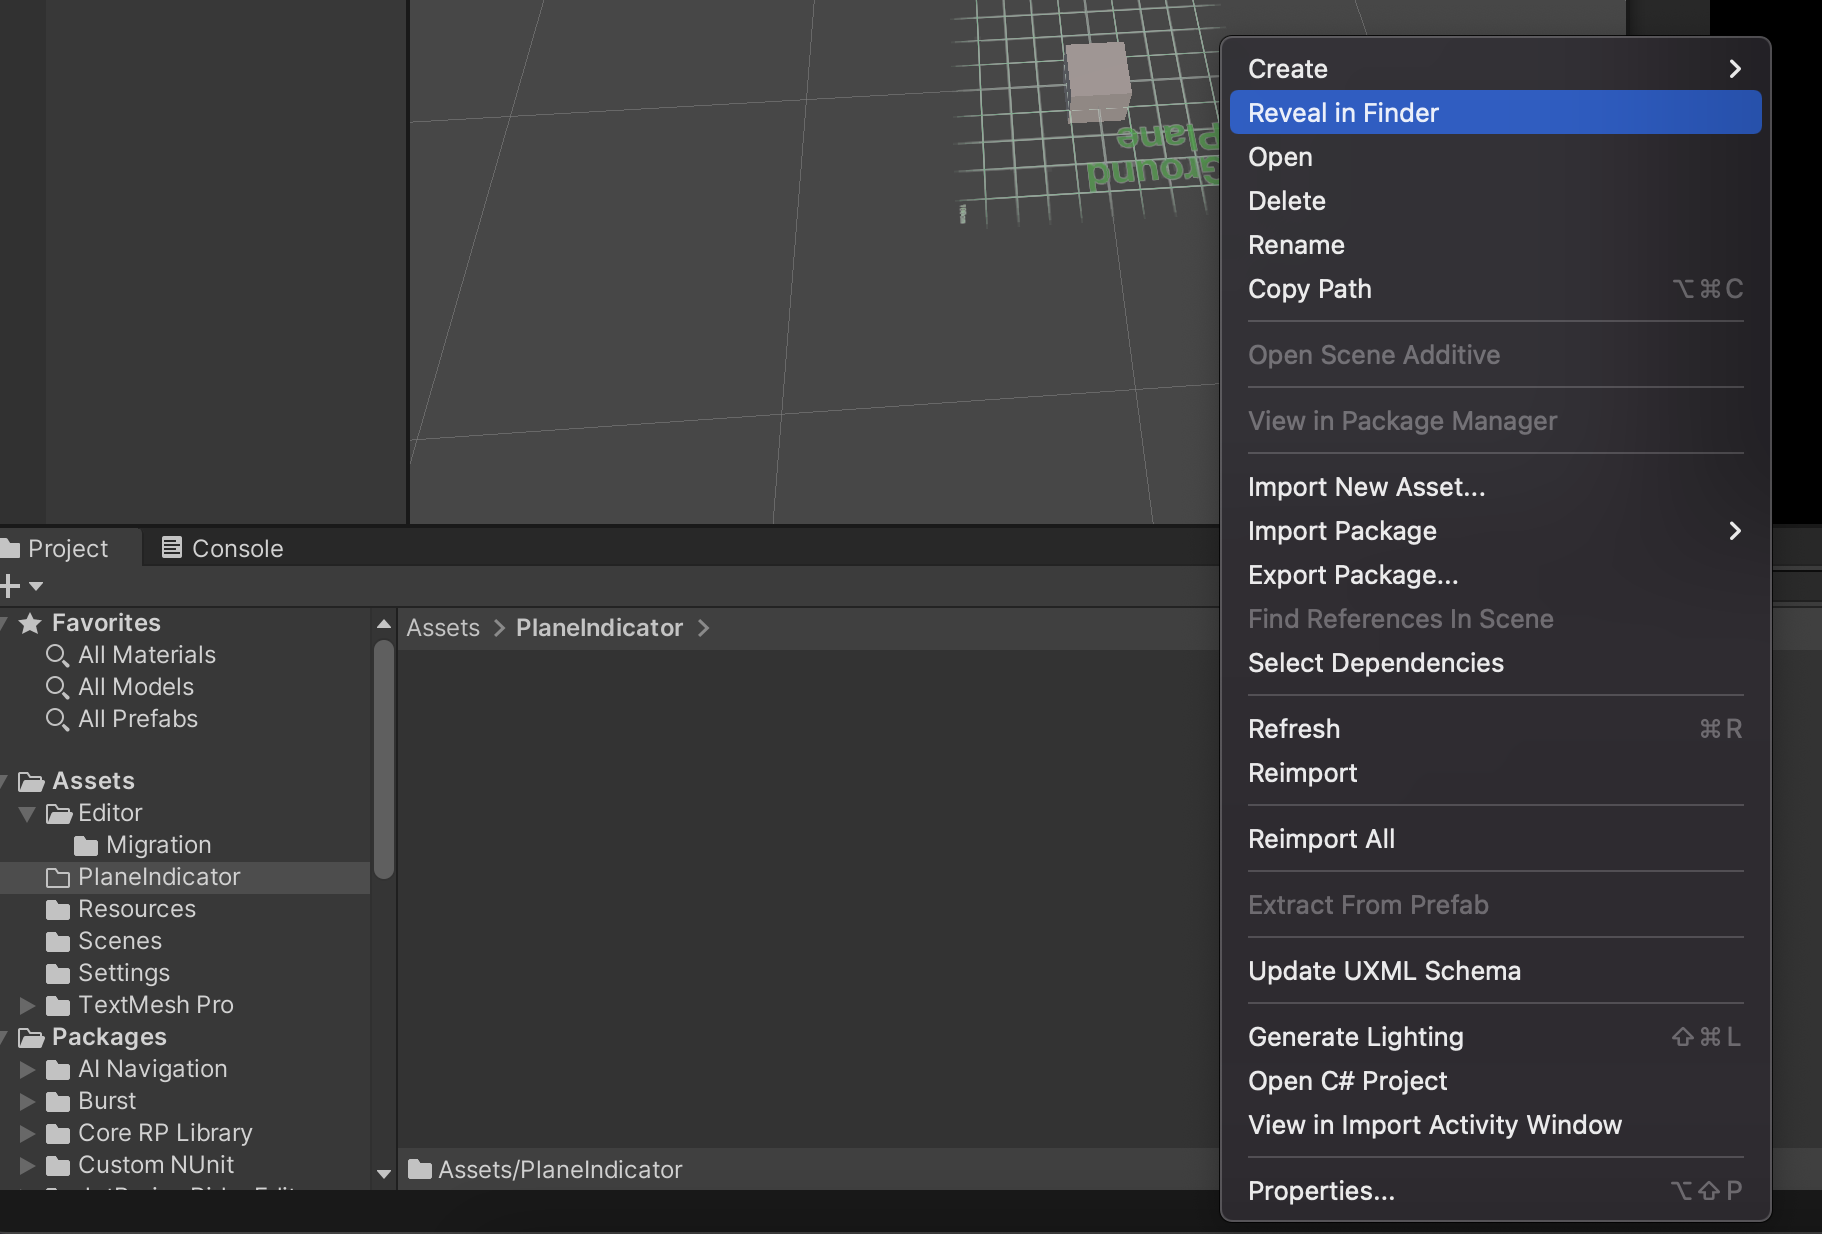 Plane
Ground
Create
Reveal in Finder
Open
Delete
Rename
Copy Path ⌥⌘C
Open Scene Additive
View in Package Manager
Import New Asset...
Import Package
Export Package...
Find References In Scene
Select Dependencies
Refresh ⌘R
Reimport
Reimport All
Extract From Prefab
Update UXML Schema
Generate Lighting ⇧⌘L
Open C# Project
View in Import Activity Window
Properties... ⌥⇧P
Project Console
Favorites
All Materials
All Models
All Prefabs
Assets
Editor
Migration
PlaneIndicator
Resources
Scenes
Settings
TextMesh Pro
Packages
AI Navigation
Burst
Core RP Library
Custom NUnit
Assets > PlaneIndicator >
Assets/PlaneIndicator